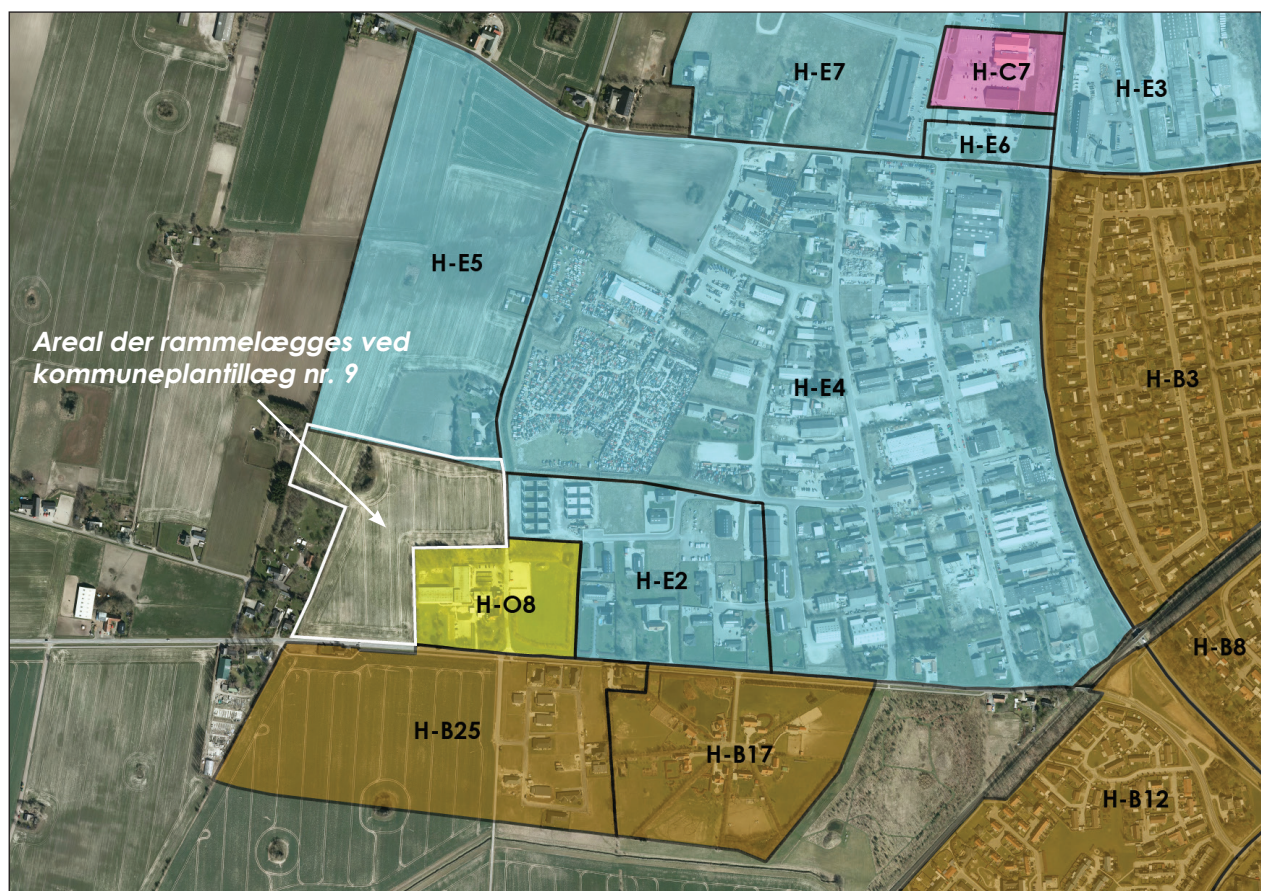 H-E7
H-C7
H-E3
H-E6
H-E5
Areal der rammelægges ved
kommuneplantillæg nr. 9
H-E4
H-B3
H-E2
H-O8
H-B8
H-B25
H-B17
H-B12